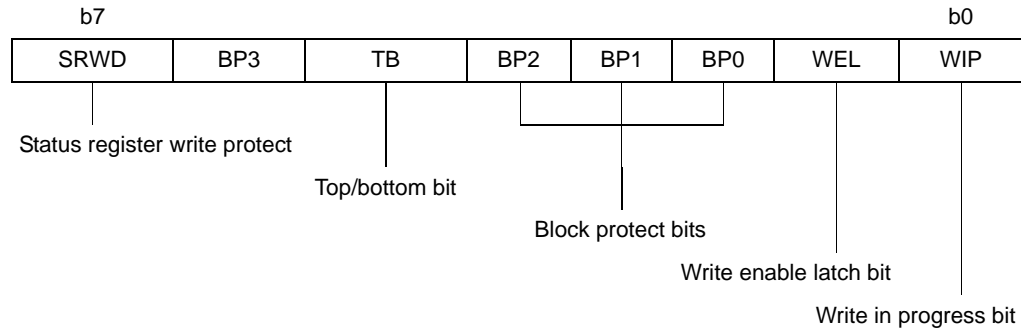 b7 b0
SRWD BP3 TB BP2 BP1 BP0 WEL WIP
Status register write protect
Top/bottom bit
Block protect bits
Write enable latch bit
Write in progress bit